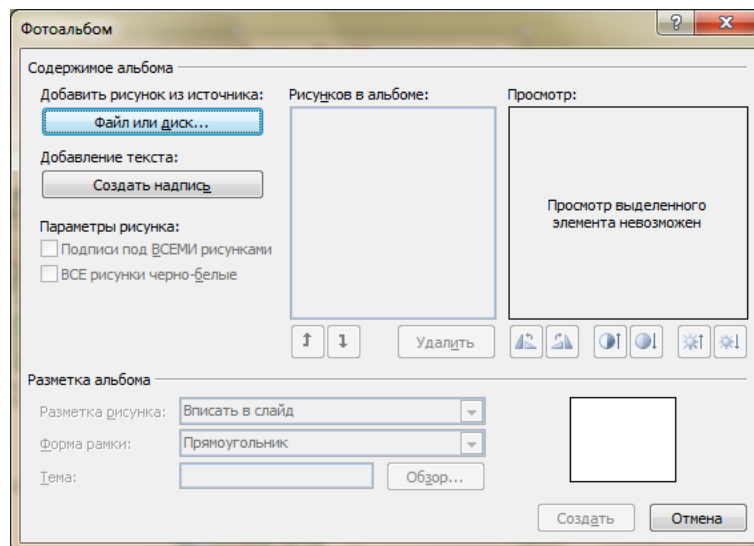 Фотоальбом
Содержимое альбома
Добавить рисунок из источника:
Файл или диск...
Добавление текста:
Создать надпись
Параметры рисунка:
Подписи под ВСЕМИ рисунками
ВСЕ рисунки черно-белые
Рисунков в альбоме:
Удалить
Просмотр:
Просмотр выделенного
элемента невозможен
Разметка альбома
Разметка рисунка:
Вписать в слайд
Форма рамки:
Прямоугольник
Тема:
Обзор...
Создать
Отмена